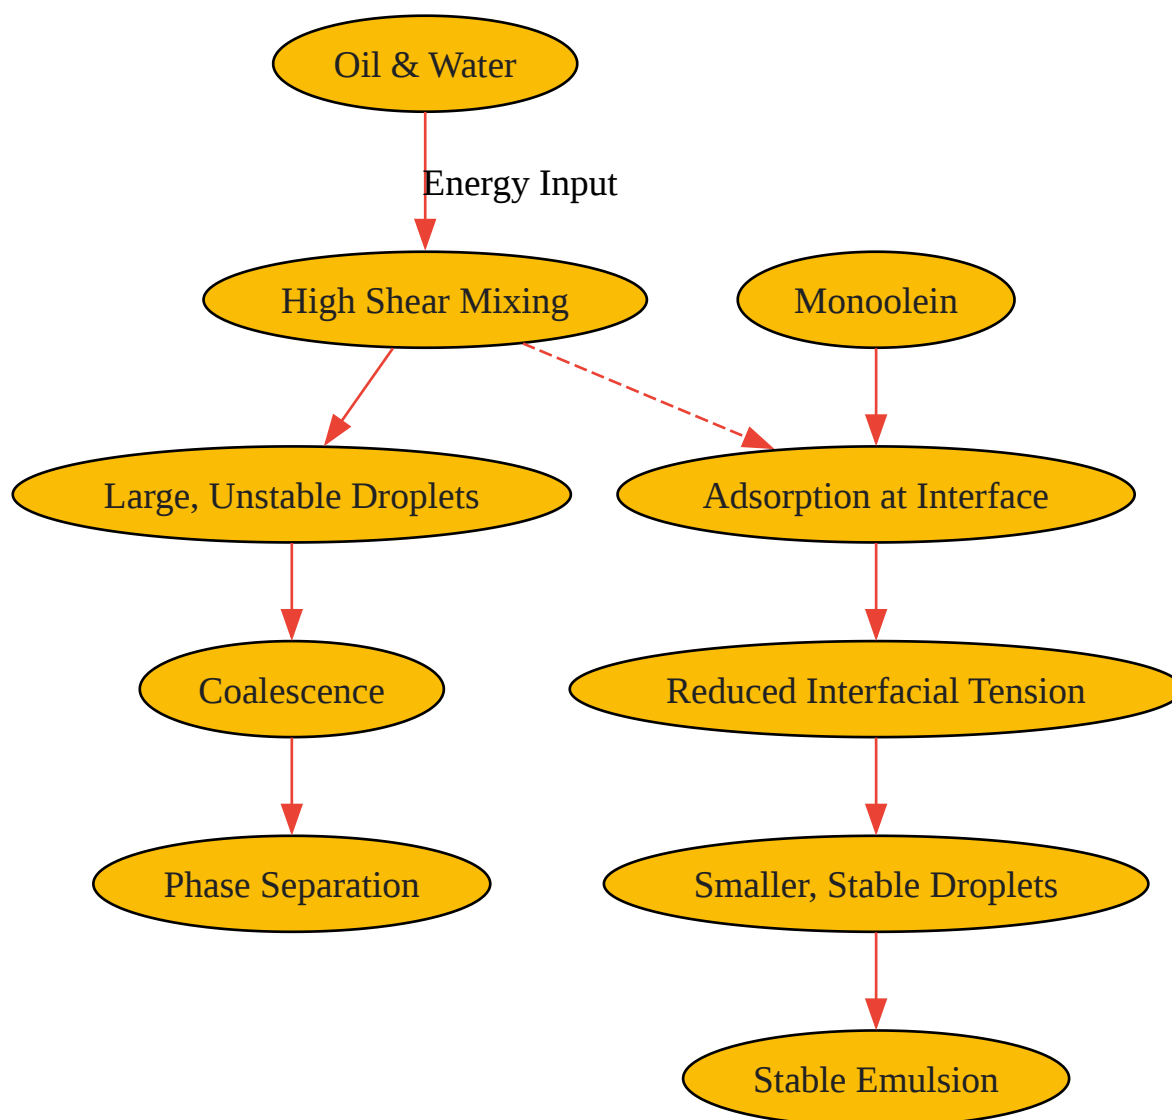 Oil & Water
Energy Input
High Shear Mixing
Monoolein
Large, Unstable Droplets
Adsorption at Interface
Coalescence
Reduced Interfacial Tension
Phase Separation
Smaller, Stable Droplets
Stable Emulsion